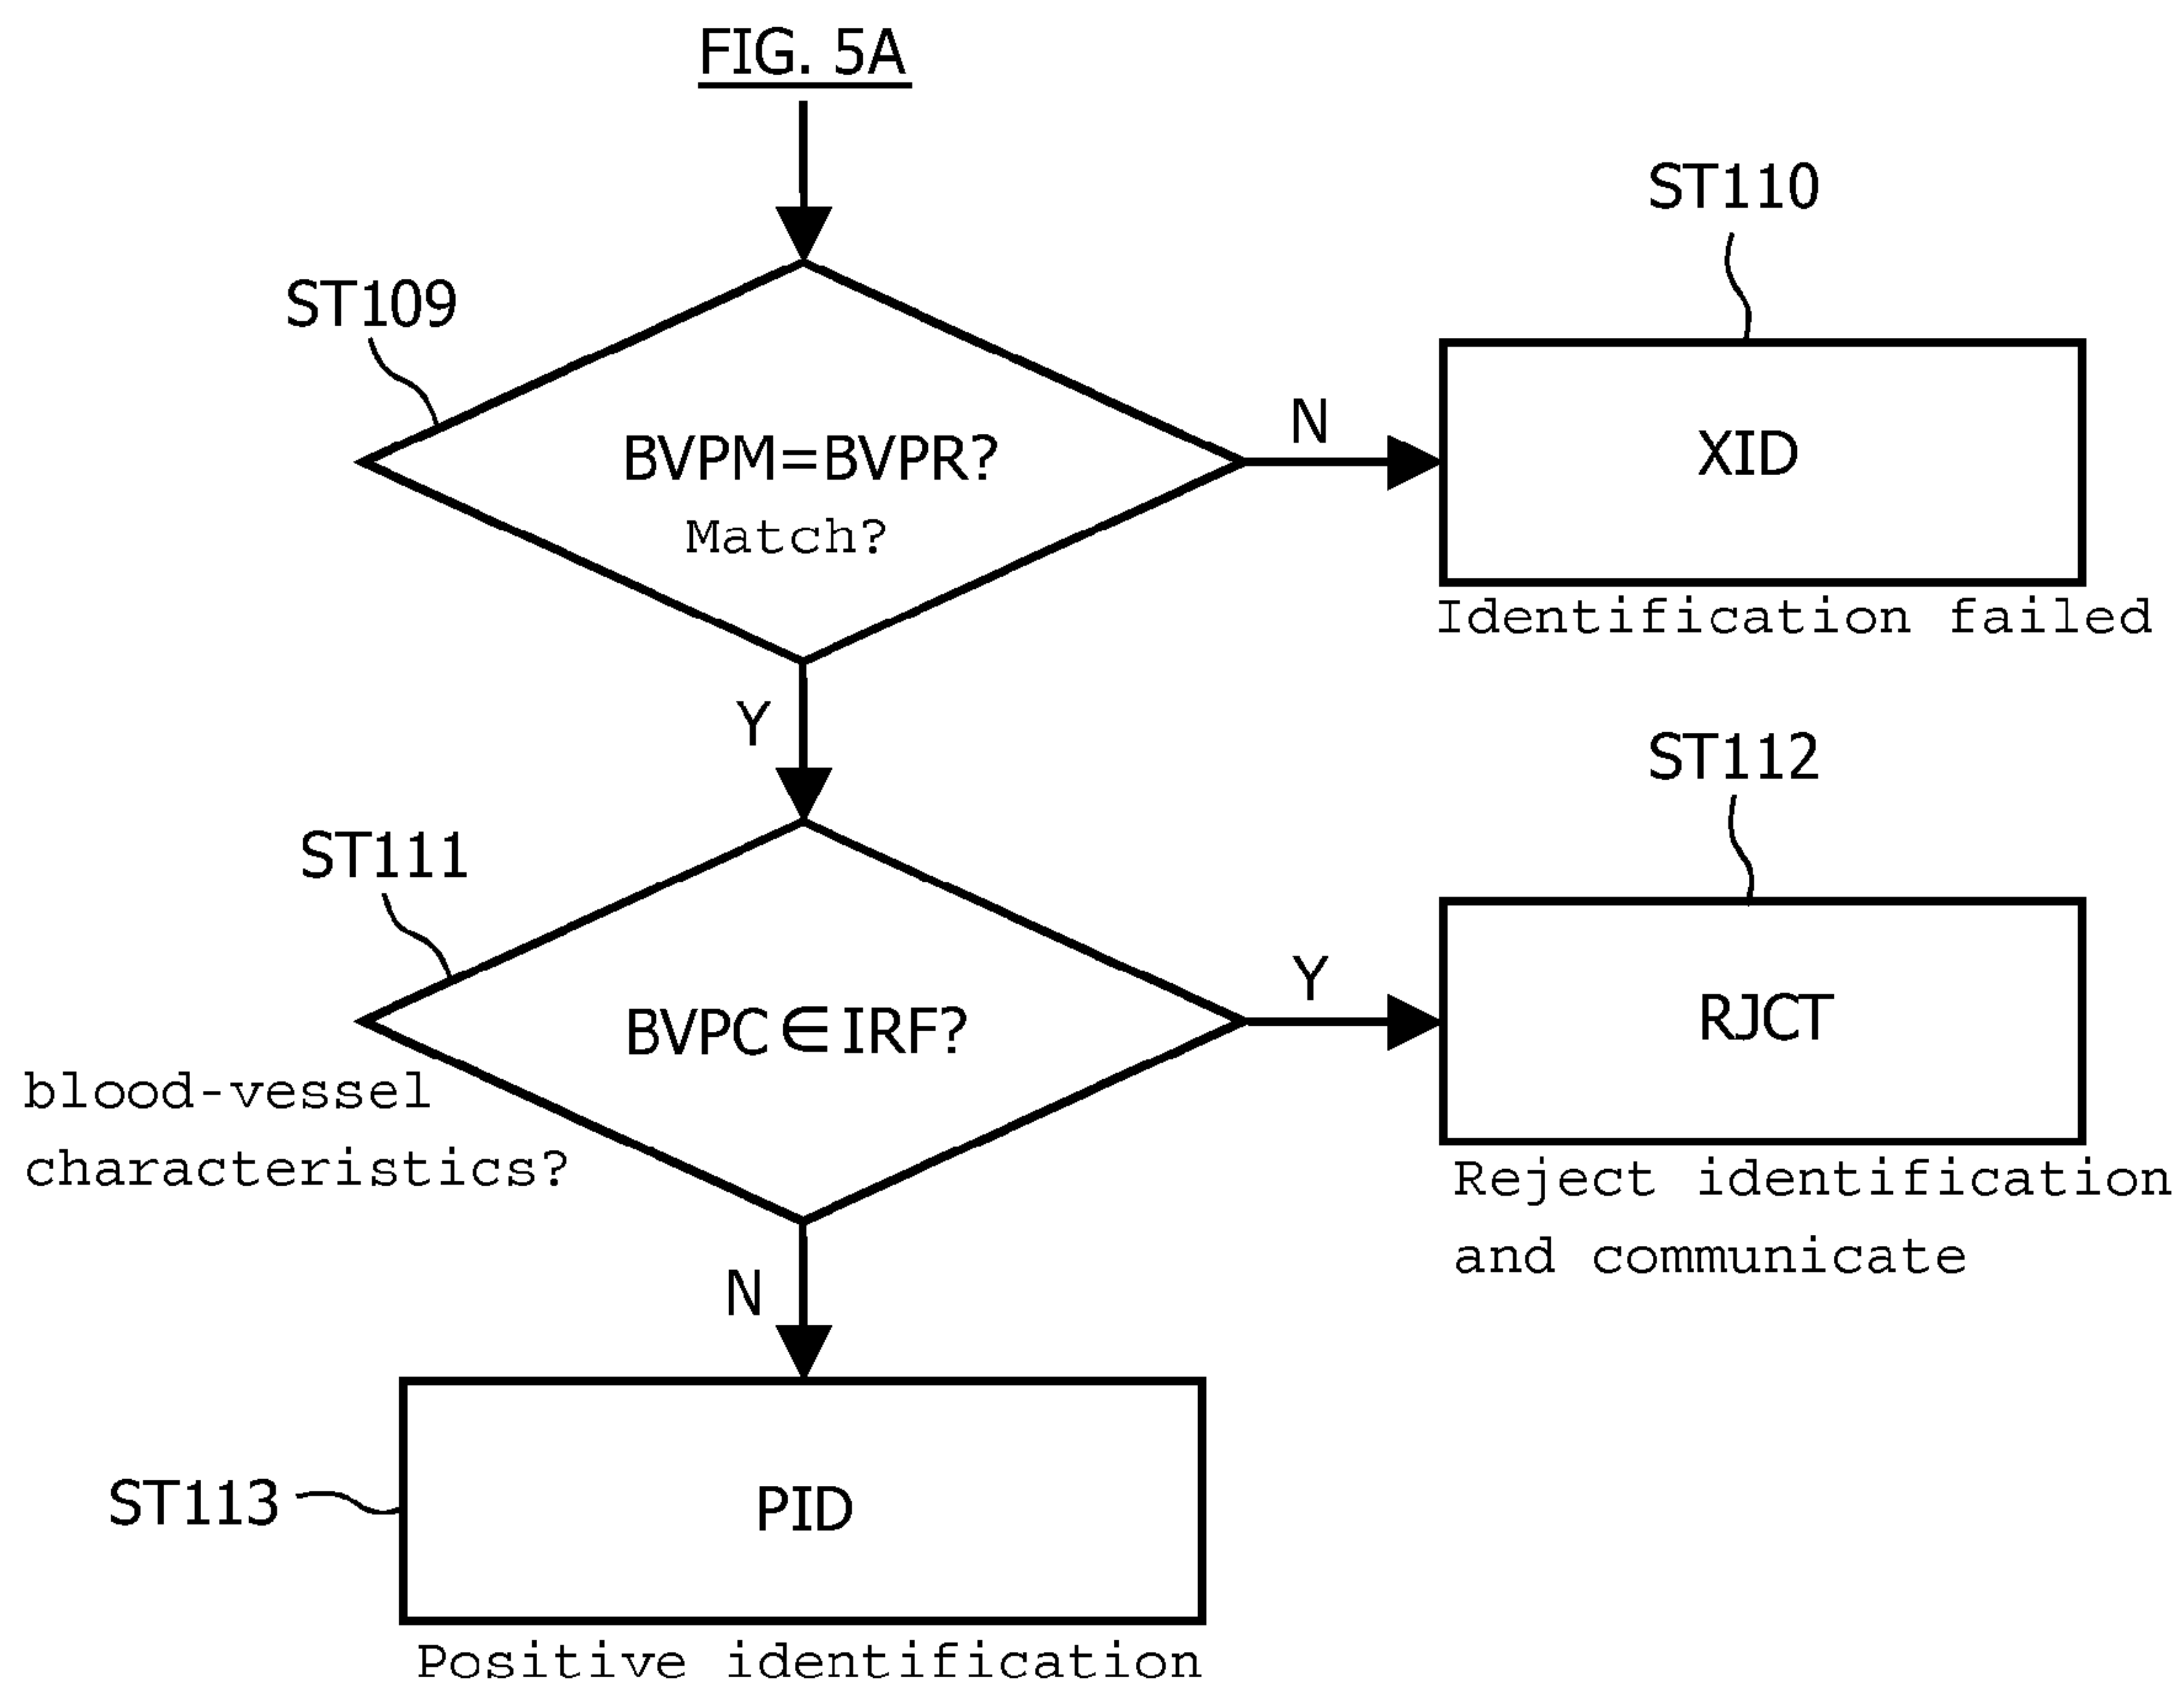 FIG. 5A
ST110
ST109
N
BVPM=BVPR?
Match?
XID
Identification failed
Y
ST112
ST111
Y
BVPC∈IRF?
RJCT
blood-vessel
characteristics?
Reject identification
and communicate
N
ST113
PID
Positive identification